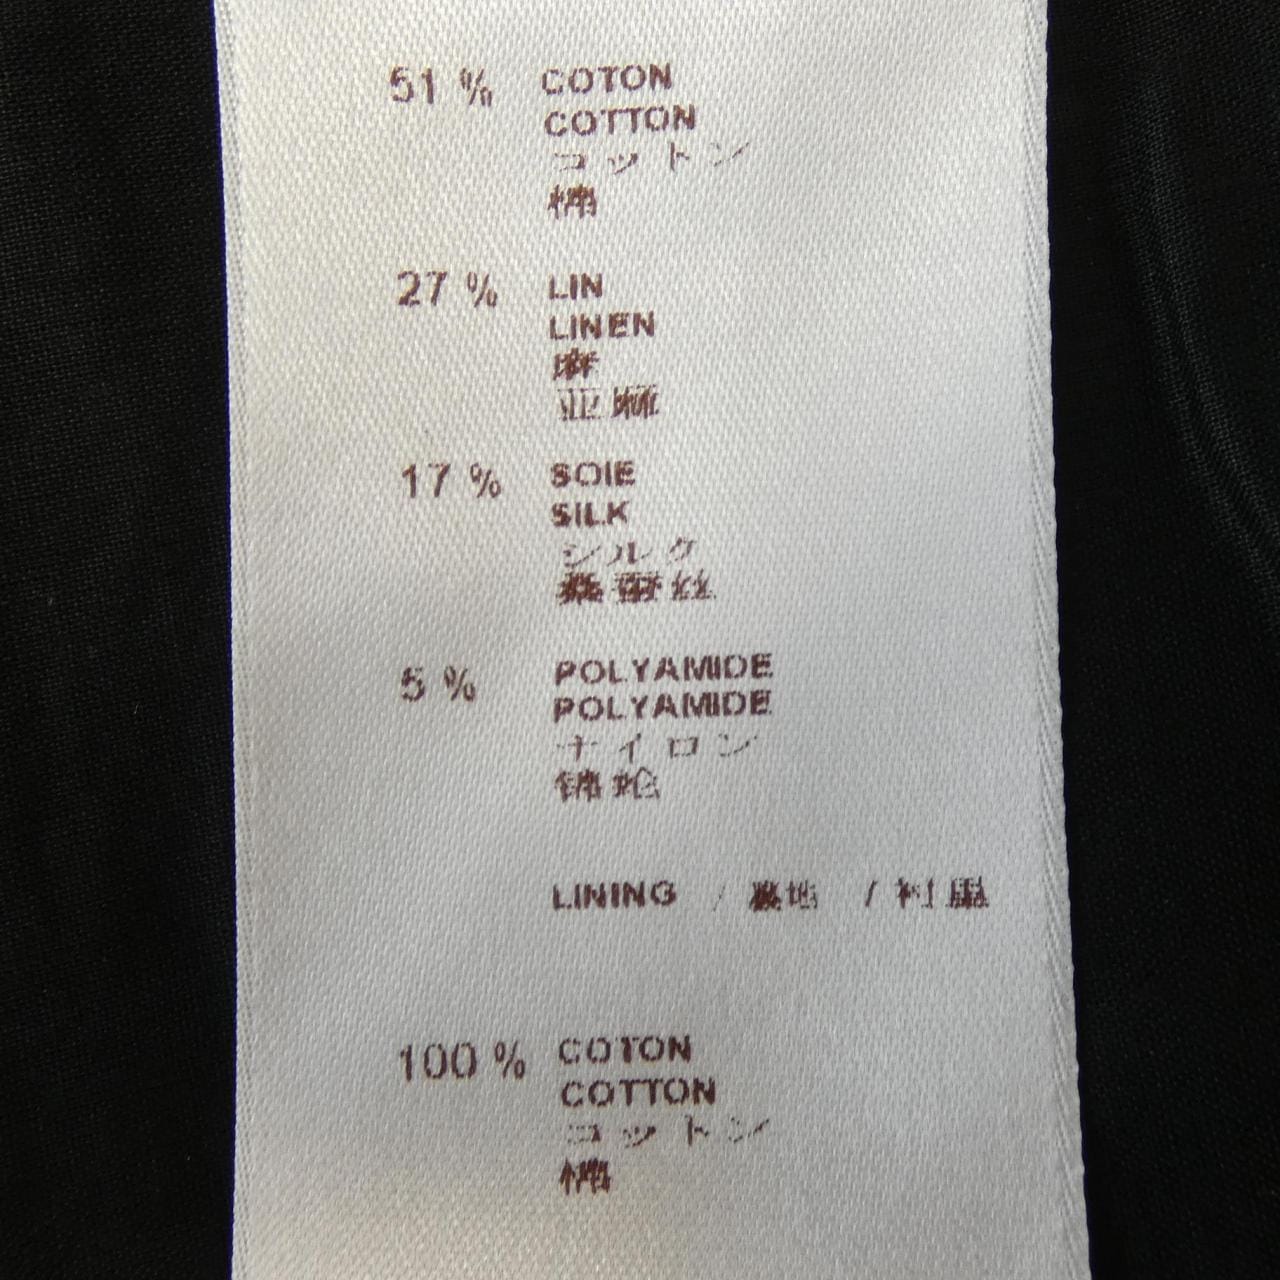 51 % COTON
COTTON
コットン
棉
27 % LIN
LINEN
麻
亚麻
17 % SOIE
SILK
シルク
桑蚕丝
5 % POLYAMIDE
POLYAMIDE
ナイロン
锦纶
LINING / 裏地 / 衬里
100 % COTON
COTTON
コットン
棉